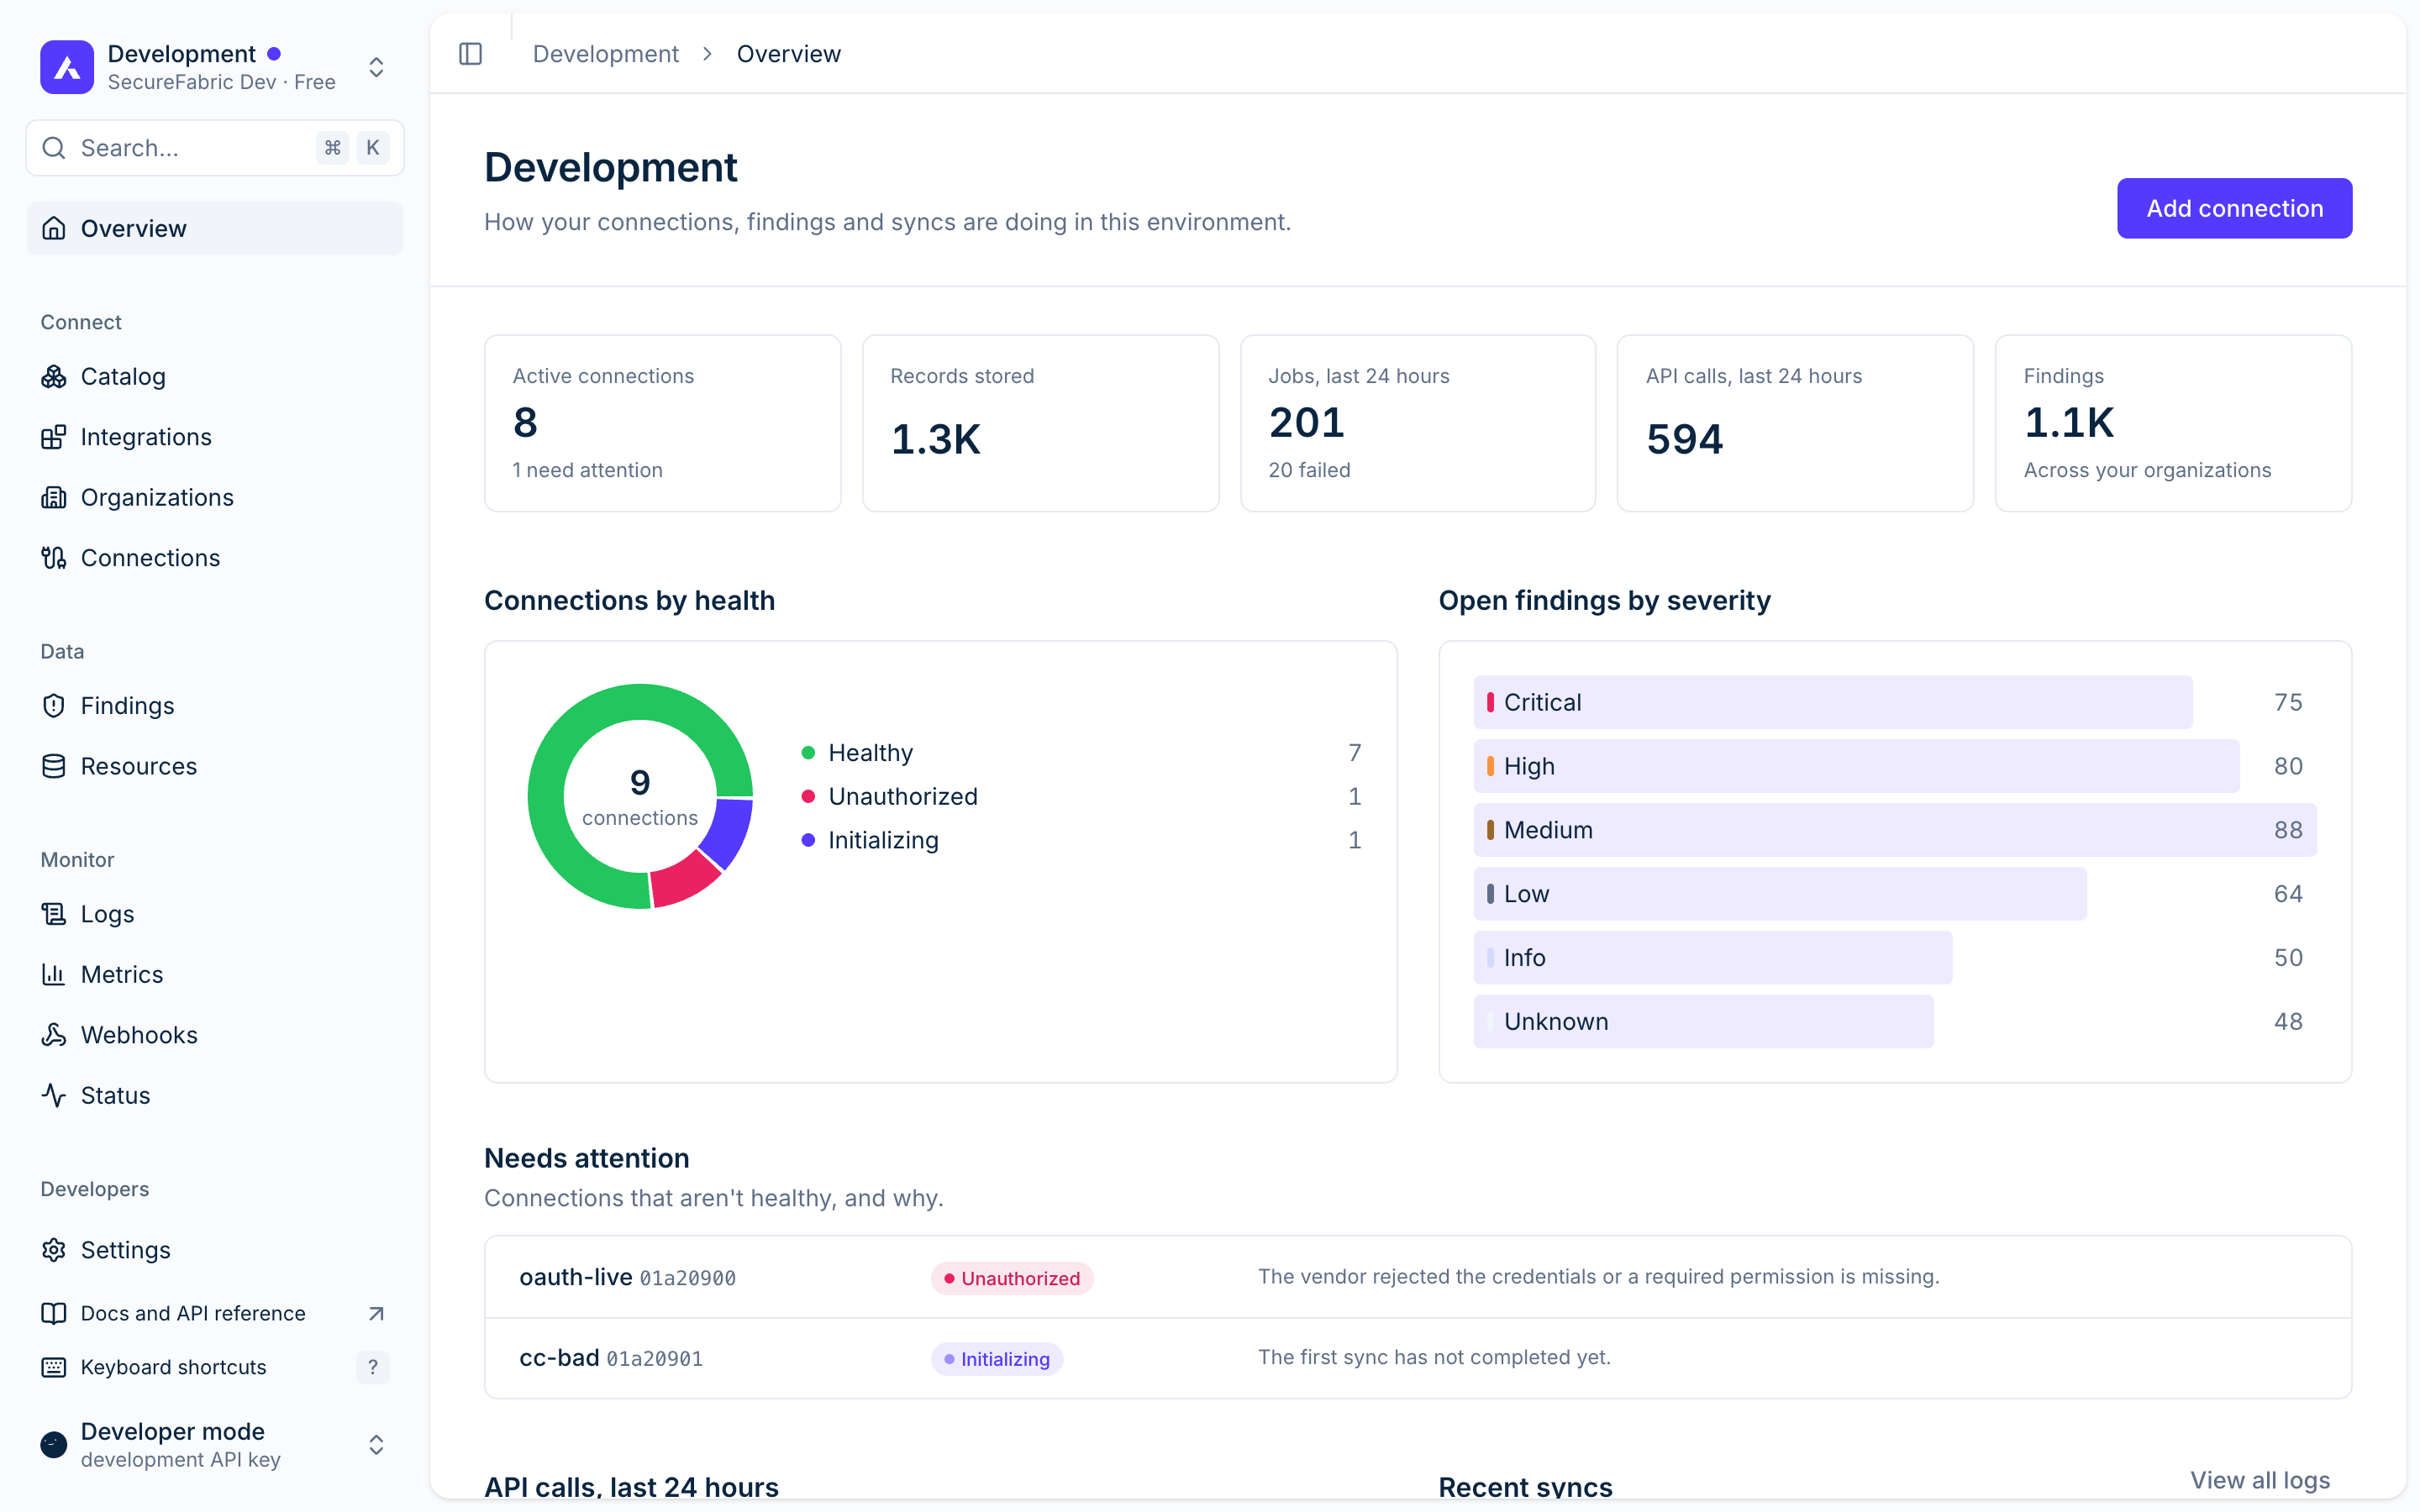 Development
SecureFabric Dev · Free
Search...
⌘ K
Overview
Connect
Catalog
Integrations
Organizations
Connections
Data
Findings
Resources
Monitor
Logs
Metrics
Webhooks
Status
Developers
Settings
Docs and API reference
Keyboard shortcuts ?
Developer mode
development API key
Development > Overview
Development
How your connections, findings and syncs are doing in this environment.
Add connection
Active connections
8
1 need attention
Records stored
1.3K
Jobs, last 24 hours
201
20 failed
API calls, last 24 hours
594
Findings
1.1K
Across your organizations
Connections by health
9
connections
Healthy 7
Unauthorized 1
Initializing 1
Open findings by severity
Critical 75
High 80
Medium 88
Low 64
Info 50
Unknown 48
Needs attention
Connections that aren't healthy, and why.
oauth-live 01a20900 Unauthorized The vendor rejected the credentials or a required permission is missing.
cc-bad 01a20901 Initializing The first sync has not completed yet.
API calls, last 24 hours
Recent syncs
View all logs